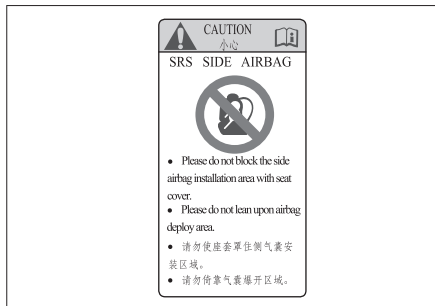 CAUTION
小心
SRS SIDE AIRBAG
• Please do not block the side
airbag installation area with seat
cover.
• Please do not lean upon airbag
deploy area.
• 请勿使座套罩住侧气囊安
装区域。
• 请勿倚靠气囊爆开区域。